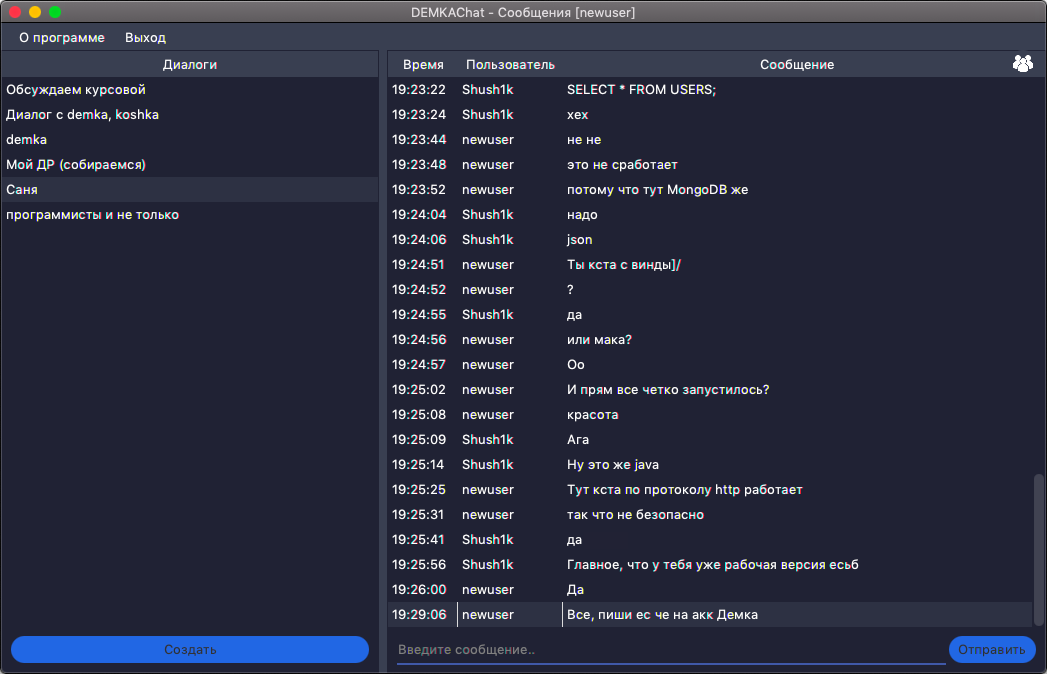 DEMKAChat - Сообщения [newuser]
О программе Выход
Диалоги
Обсуждаем курсовой
Диалог с demka, koshka
demka
Мой ДР (собираемся)
Саня
программисты и не только
Создать
Время Пользователь Сообщение
19:23:22 Shush1k SELECT * FROM USERS;
19:23:24 Shush1k хех
19:23:44 newuser не не
19:23:48 newuser это не сработает
19:23:52 newuser потому что тут MongoDB же
19:24:04 Shush1k надо
19:24:06 Shush1k json
19:24:51 newuser Ты кста с винды]/
19:24:52 newuser ?
19:24:55 Shush1k да
19:24:56 newuser или мака?
19:24:57 newuser Оо
19:25:02 newuser И прям все четко запустилось?
19:25:08 newuser красота
19:25:09 Shush1k Ага
19:25:14 Shush1k Ну это же java
19:25:25 newuser Тут кста по протоколу http работает
19:25:31 newuser так что не безопасно
19:25:41 Shush1k да
19:25:56 Shush1k Главное, что у тебя уже рабочая версия есьб
19:26:00 newuser Да
19:29:06 newuser Все, пиши ес че на акк Демка
Введите сообщение.. Отправить